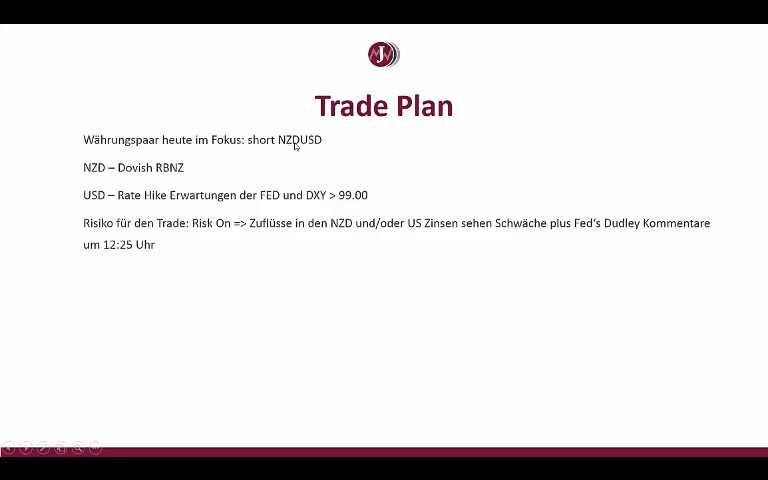 J
Trade Plan
Währungspaar heute im Fokus: short NZDUSD
NZD – Dovish RBNZ
USD – Rate Hike Erwartungen der FED und DXY > 99.00
Risiko für den Trade: Risk On => Zuflüsse in den NZD und/oder US Zinsen sehen Schwäche plus Fed's Dudley Kommentare
um 12:25 Uhr